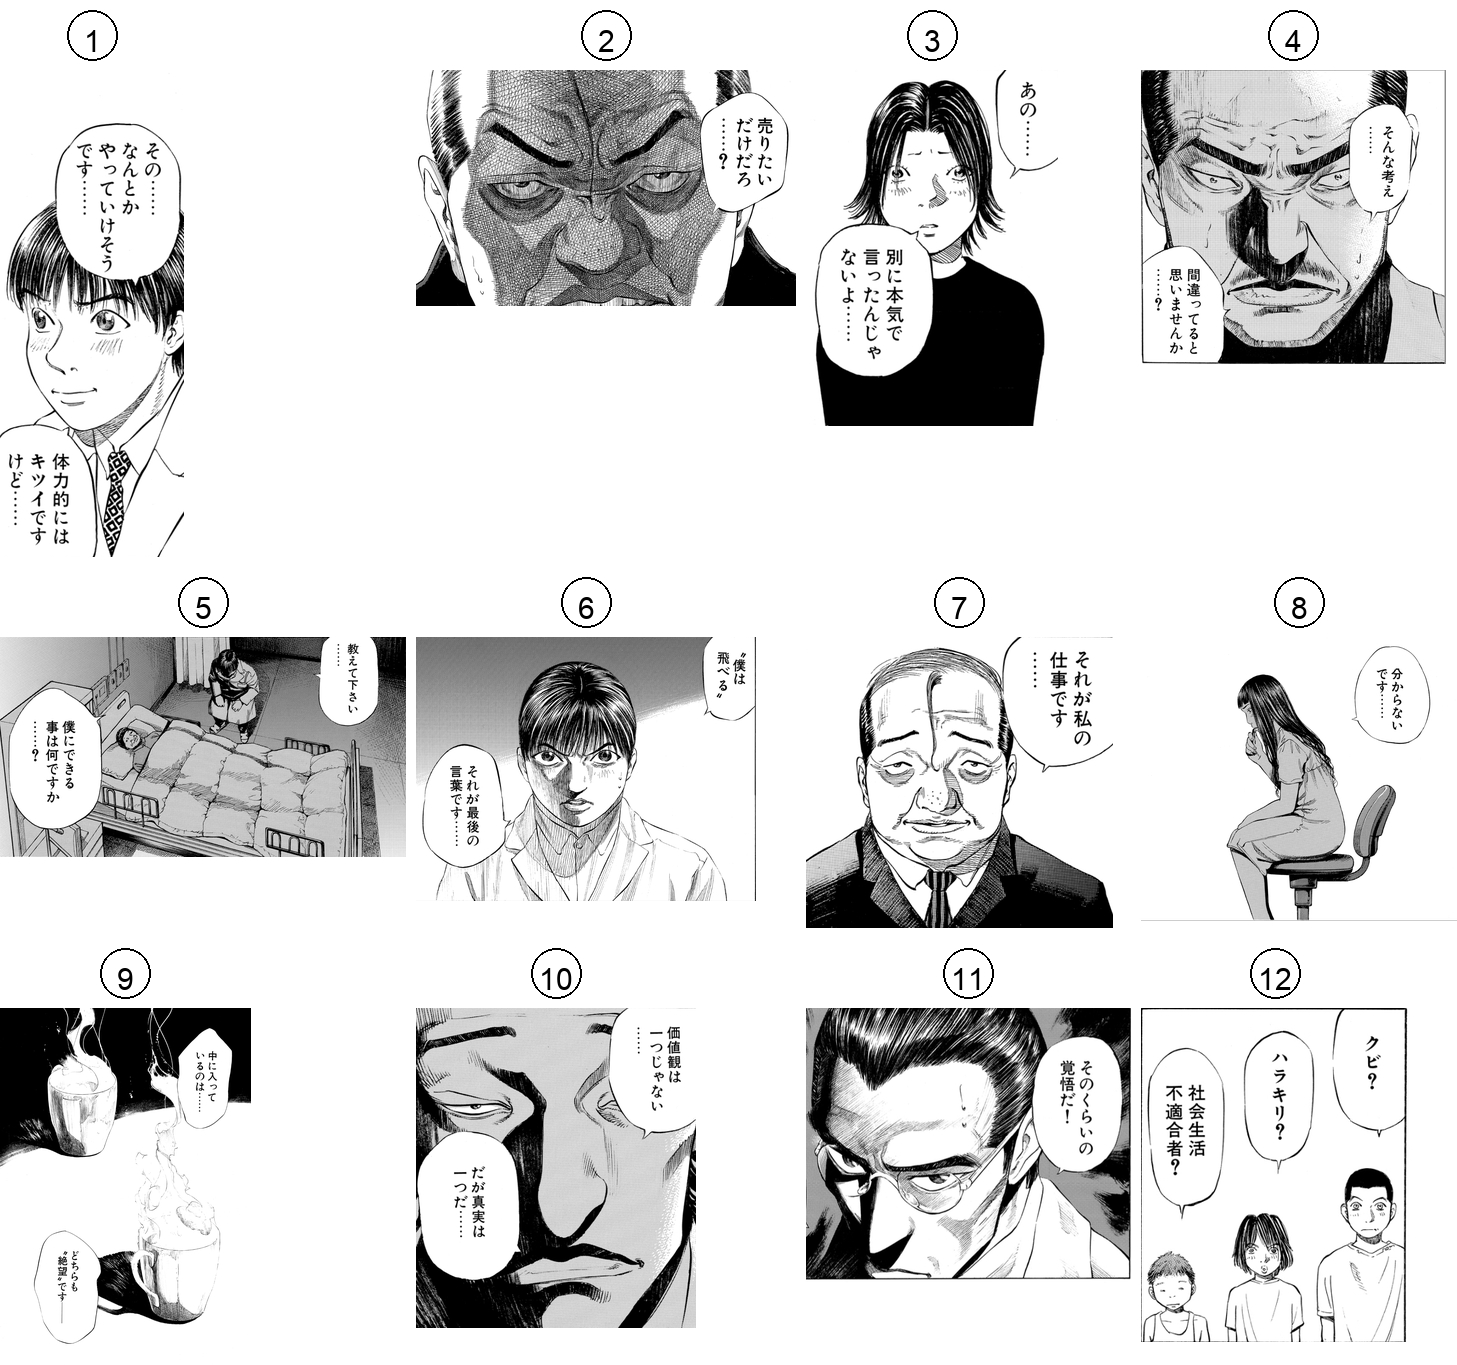 1
その……
なんとか
やっていけそう
です……
体力的には
キツイです
けど……
2
売りたい
だけだろ
……？
3
あの……
別に本気で
言ったんじゃ
ないよ……
4
そんな考え
……
間違ってると
思いませんか
……？
5
教えて下さい
……
僕にできる
事は何ですか
……？
6
〝僕は
飛べる〟
それが最後の
言葉です……
7
それが私の
仕事です
……
8
分からない
です……
9
中に入って
いるのは……
どちらも
〝絶望〟です──
10
価値観は
一つじゃない
……
だが真実は
一つだ……
11
そのくらいの
覚悟だ！
12
クビ？
ハラキリ？
社会生活
不適合者？